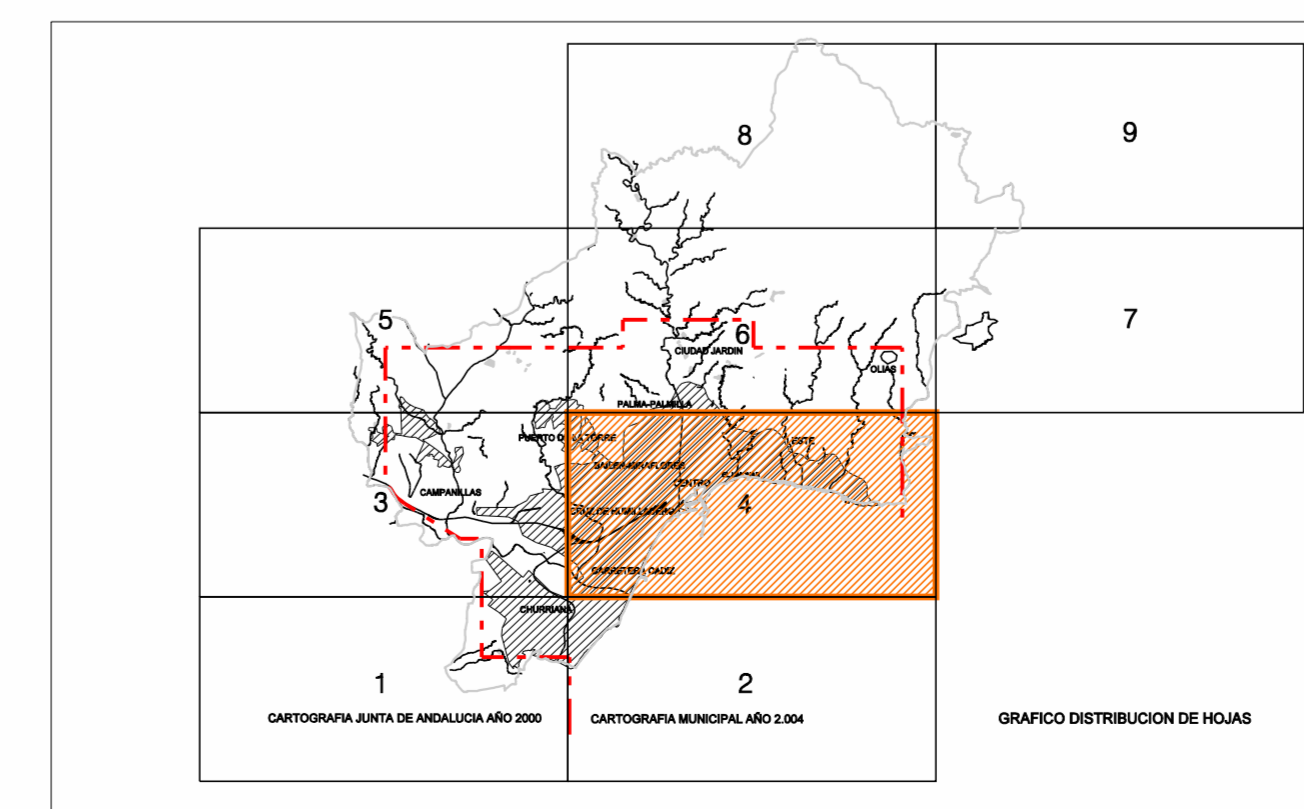 8
9
5
6
7
CIUDAD JARDIN
OLIAS
PALMA-PALMILLA
PUERTO DE LA TORRE
ESTE
BAILEN-MIRAFLORES
CENTRO
CAMPANILLAS
3
4
CRUZ DE HUMILLADERO
CARRETERA CADIZ
CHURRIANA
1
2
CARTOGRAFIA JUNTA DE ANDALUCIA AÑO 2000
CARTOGRAFIA MUNICIPAL AÑO 2.004
GRAFICO DISTRIBUCION DE HOJAS